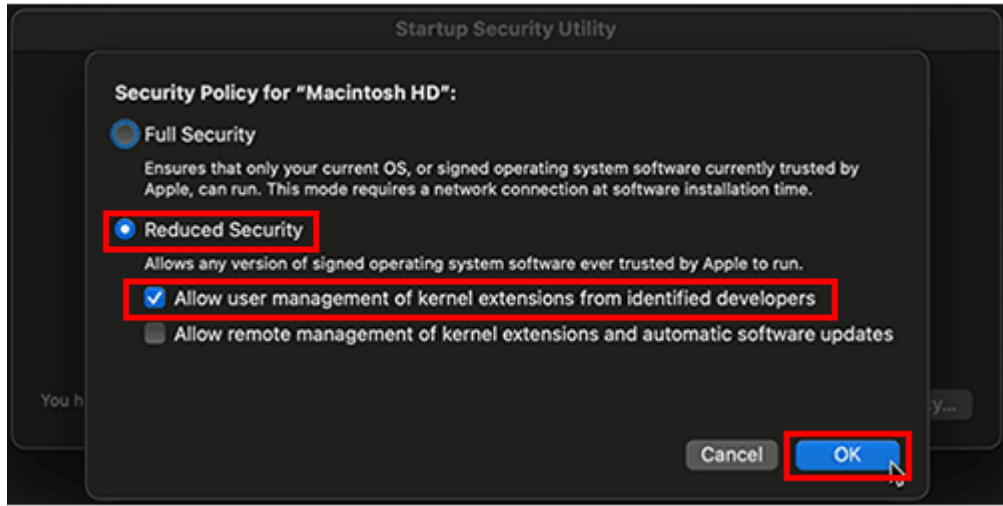 Startup Security Utility
Security Policy for “Macintosh HD”:
Full Security
Ensures that only your current OS, or signed operating system software currently trusted by
Apple, can run. This mode requires a network connection at software installation time.
Reduced Security
Allows any version of signed operating system software ever trusted by Apple to run.
Allow user management of kernel extensions from identified developers
Allow remote management of kernel extensions and automatic software updates
You
Cancel
OK